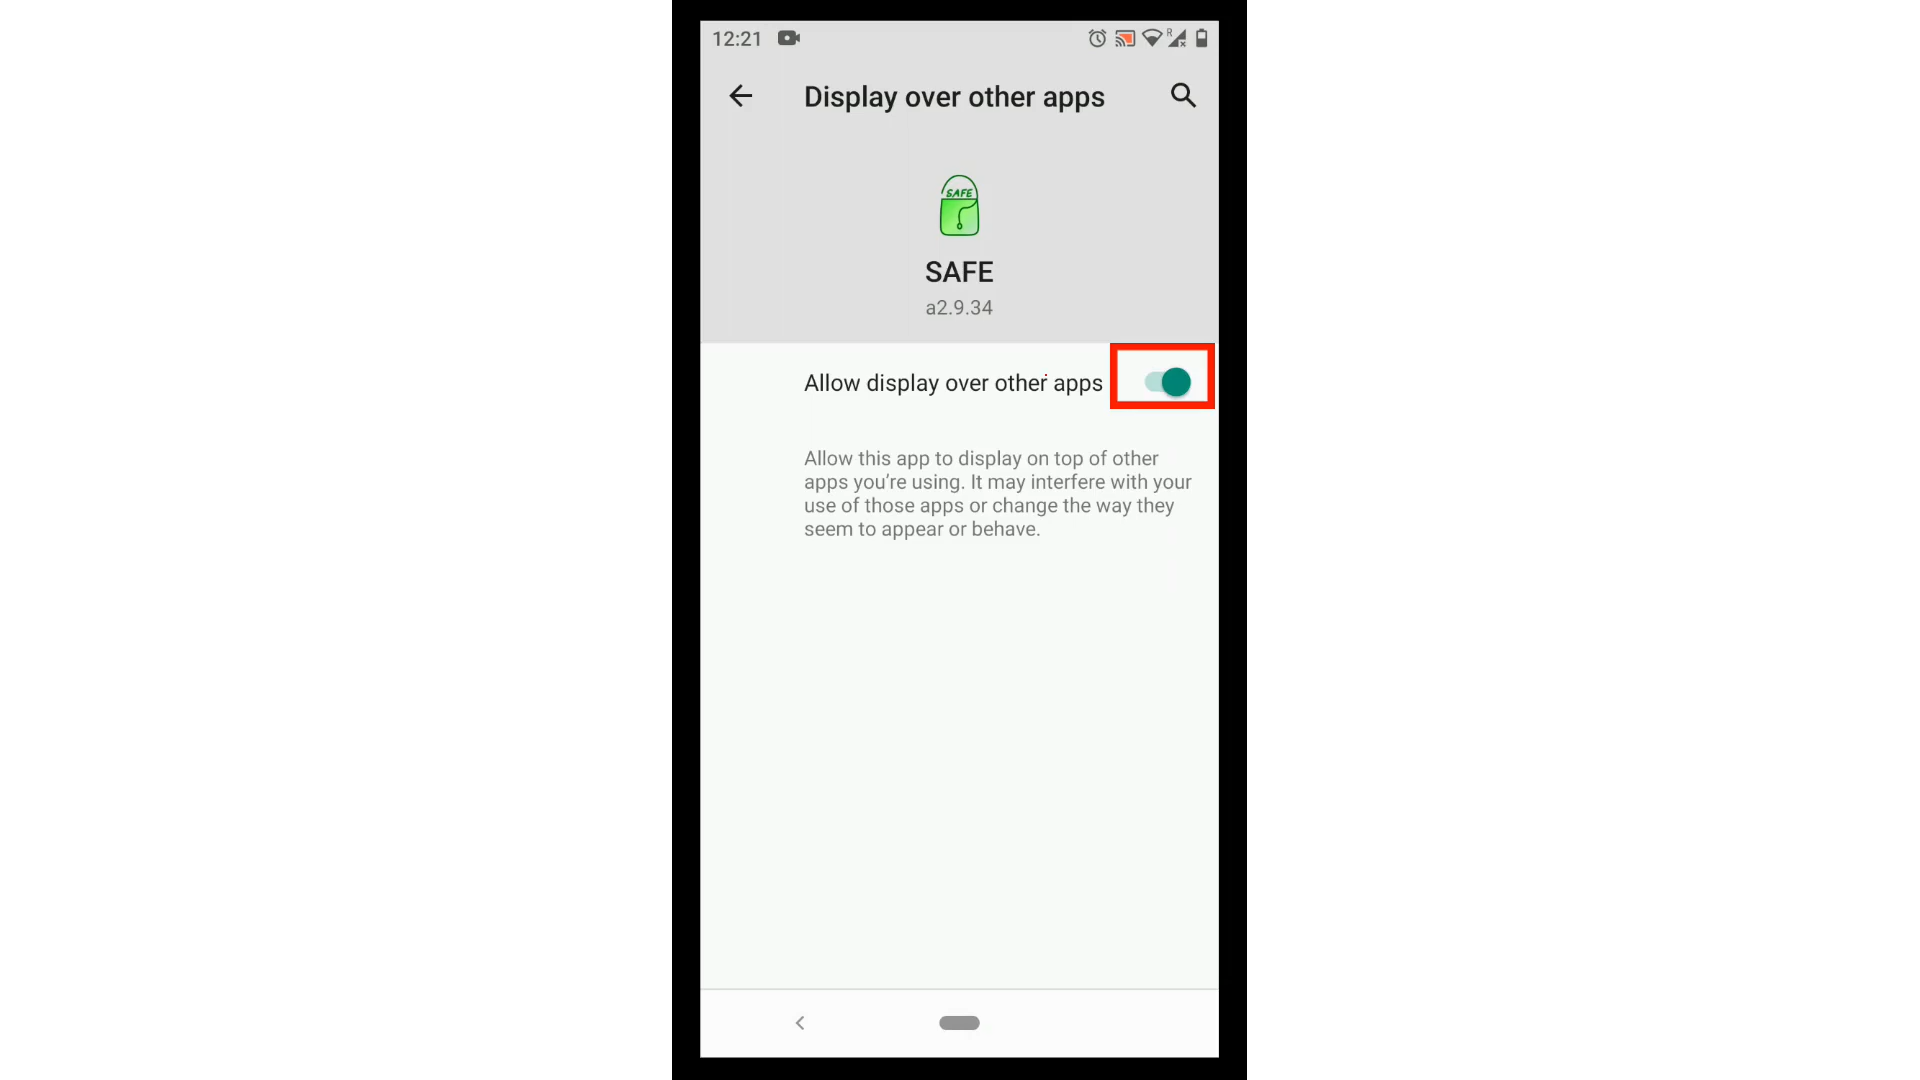 12:21
R
Display over other apps
SAFE
SAFE
a2.9.34
Allow display over other apps
Allow this app to display on top of other
apps you’re using. It may interfere with your
use of those apps or change the way they
seem to appear or behave.